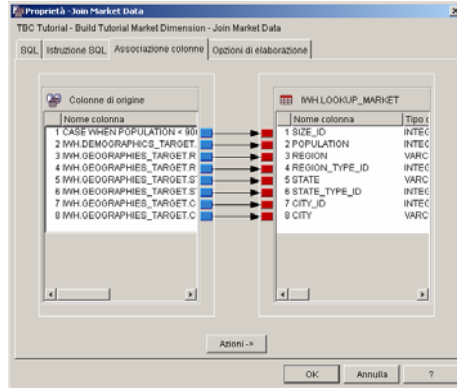 Proprietà - Join Market Data
TBC Tutorial - Build Tutorial Market Dimension - Join Market Data
SQL Istruzione SQL Associazione colonne Opzioni di elaborazione
Colonne di origine
Nome colonna
1 CASE WHEN POPULATION < 90
2 IWH.DEMOGRAPHICS_TARGET.
3 IWH.GEOGRAPHIES_TARGET.R
4 IWH.GEOGRAPHIES_TARGET.R
5 IWH.GEOGRAPHIES_TARGET.ST
6 IWH.GEOGRAPHIES_TARGET.ST
7 IWH.GEOGRAPHIES_TARGET.C
8 IWH.GEOGRAPHIES_TARGET.C
IWH.LOOKUP_MARKET
Nome colonna Tipo
1 SIZE_ID INTEG
2 POPULATION INTEG
3 REGION VARC
4 REGION_TYPE_ID INTEG
5 STATE VARC
6 STATE_TYPE_ID INTEG
7 CITY_ID INTEG
8 CITY VARC
Azioni ->
OK Annulla ?